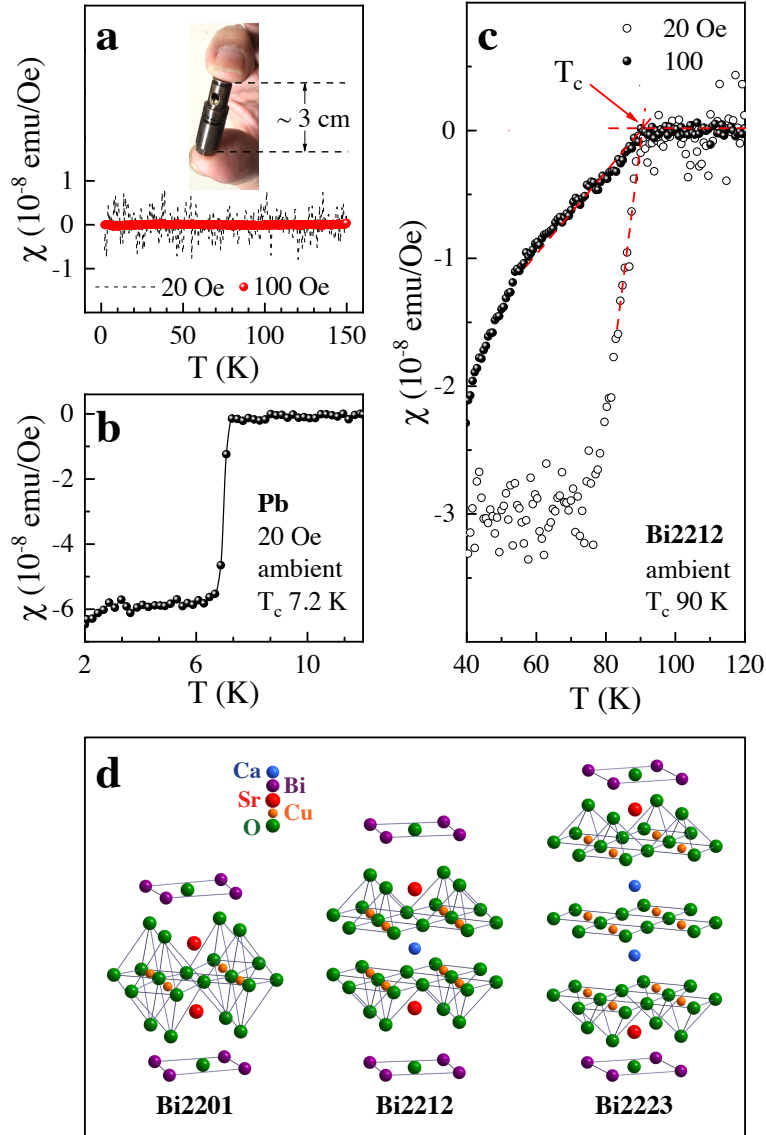 a
~ 3 cm
χ (10⁻⁸ emu/Oe)
1
0
-1
20 Oe 100 Oe
0 50 100 150
T (K)
b
χ (10⁻⁸ emu/Oe)
0
-2
-4
-6
Pb
20 Oe
ambient
T_c 7.2 K
2 6 10
T (K)
c
20 Oe
100
T_c
χ (10⁻⁸ emu/Oe)
0
-1
-2
-3
Bi2212
ambient
T_c 90 K
40 60 80 100 120
T (K)
d
Ca
Bi
Sr
Cu
O
Bi2201 Bi2212 Bi2223